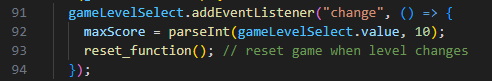 91 gameLevelSelect.addEventListener("change", () => {
92 maxScore = parseInt(gameLevelSelect.value, 10);
93 reset_function(); // reset game when level changes
94 });